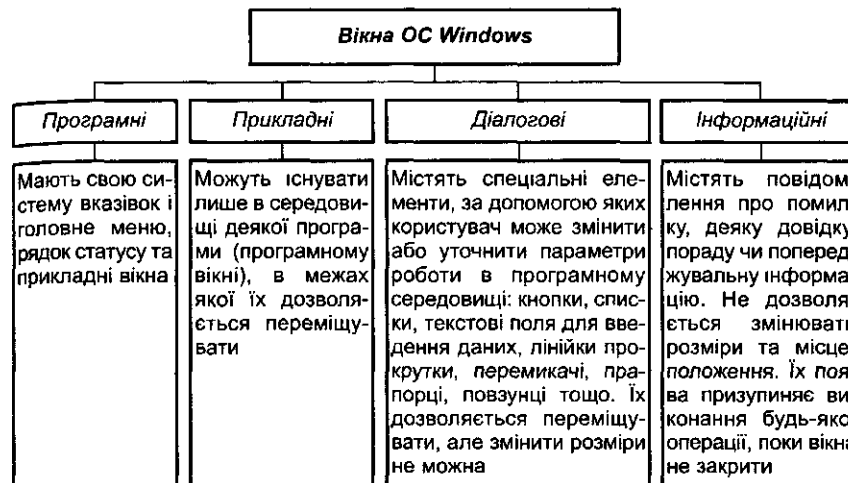 Вікна ОС Windows
Програмні
Прикладні
Діалогові
Інформаційні
Мають свою си-
стему вказівок і
головне меню,
рядок статусу та
прикладні вікна
Можуть існувати
лише в середови-
щі деякої програ-
ми (програмному
вікні), в межах
якої їх дозволя-
ється переміщу-
вати
Містять спеціальні еле-
менти, за допомогою яких
користувач може змінити
або уточнити параметри
роботи в програмному
середовищі: кнопки, спис-
ки, текстові поля для вве-
дення даних, лінійки про-
крутки, перемикачі, пра-
порці, повзунці тощо. Їх
дозволяється переміщу-
вати, але змінити розміри
не можна
Містять повідом
лення про помил
ку, деяку довідку
пораду чи поперед
жувальну інформа
цію. Не дозволя
ється змінюват
розміри та місце
положення. Їх поя
ва призупиняє ви
конання будь-яко
операції, поки вікна
не закрити